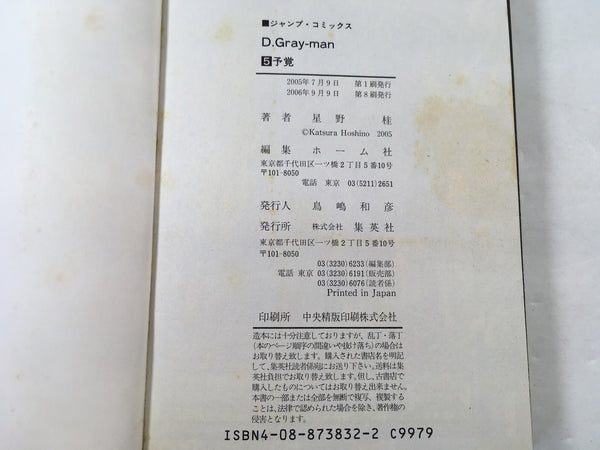 ■ジャンプ・コミックス
D.Gray-man
5予覚
2005年7月9日 第1刷発行
2006年9月9日 第8刷発行
著者 星野桂
©Katsura Hoshino 2005
編集 ホーム社
東京都千代田区一ツ橋2丁目5番10号
〒101-8050
電話 東京 03(5211)2651
発行人 鳥嶋和彦
発行所 株式会社 集英社
東京都千代田区一ツ橋2丁目5番10号
〒101-8050
03(3230)6233(編集部)
電話 東京 03(3230)6191(販売部)
03(3230)6076(読者係)
Printed in Japan
印刷所 中央精版印刷株式会社
造本には十分注意しておりますが、乱丁・落丁
(本のページ順序の間違いや抜け落ち)の場合は
お取り替え致します。購入された書店名を明記
して、集英社読者係宛にお送り下さい。送料は集
英社負担でお取り替え致します。但し、古書店で
購入したものについてはお取り替え出来ません。
本書の一部または全部を無断で複写、複製する
ことは、法律で認められた場合を除き、著作権の
侵害となります。
ISBN4-08-873832-2 C9979